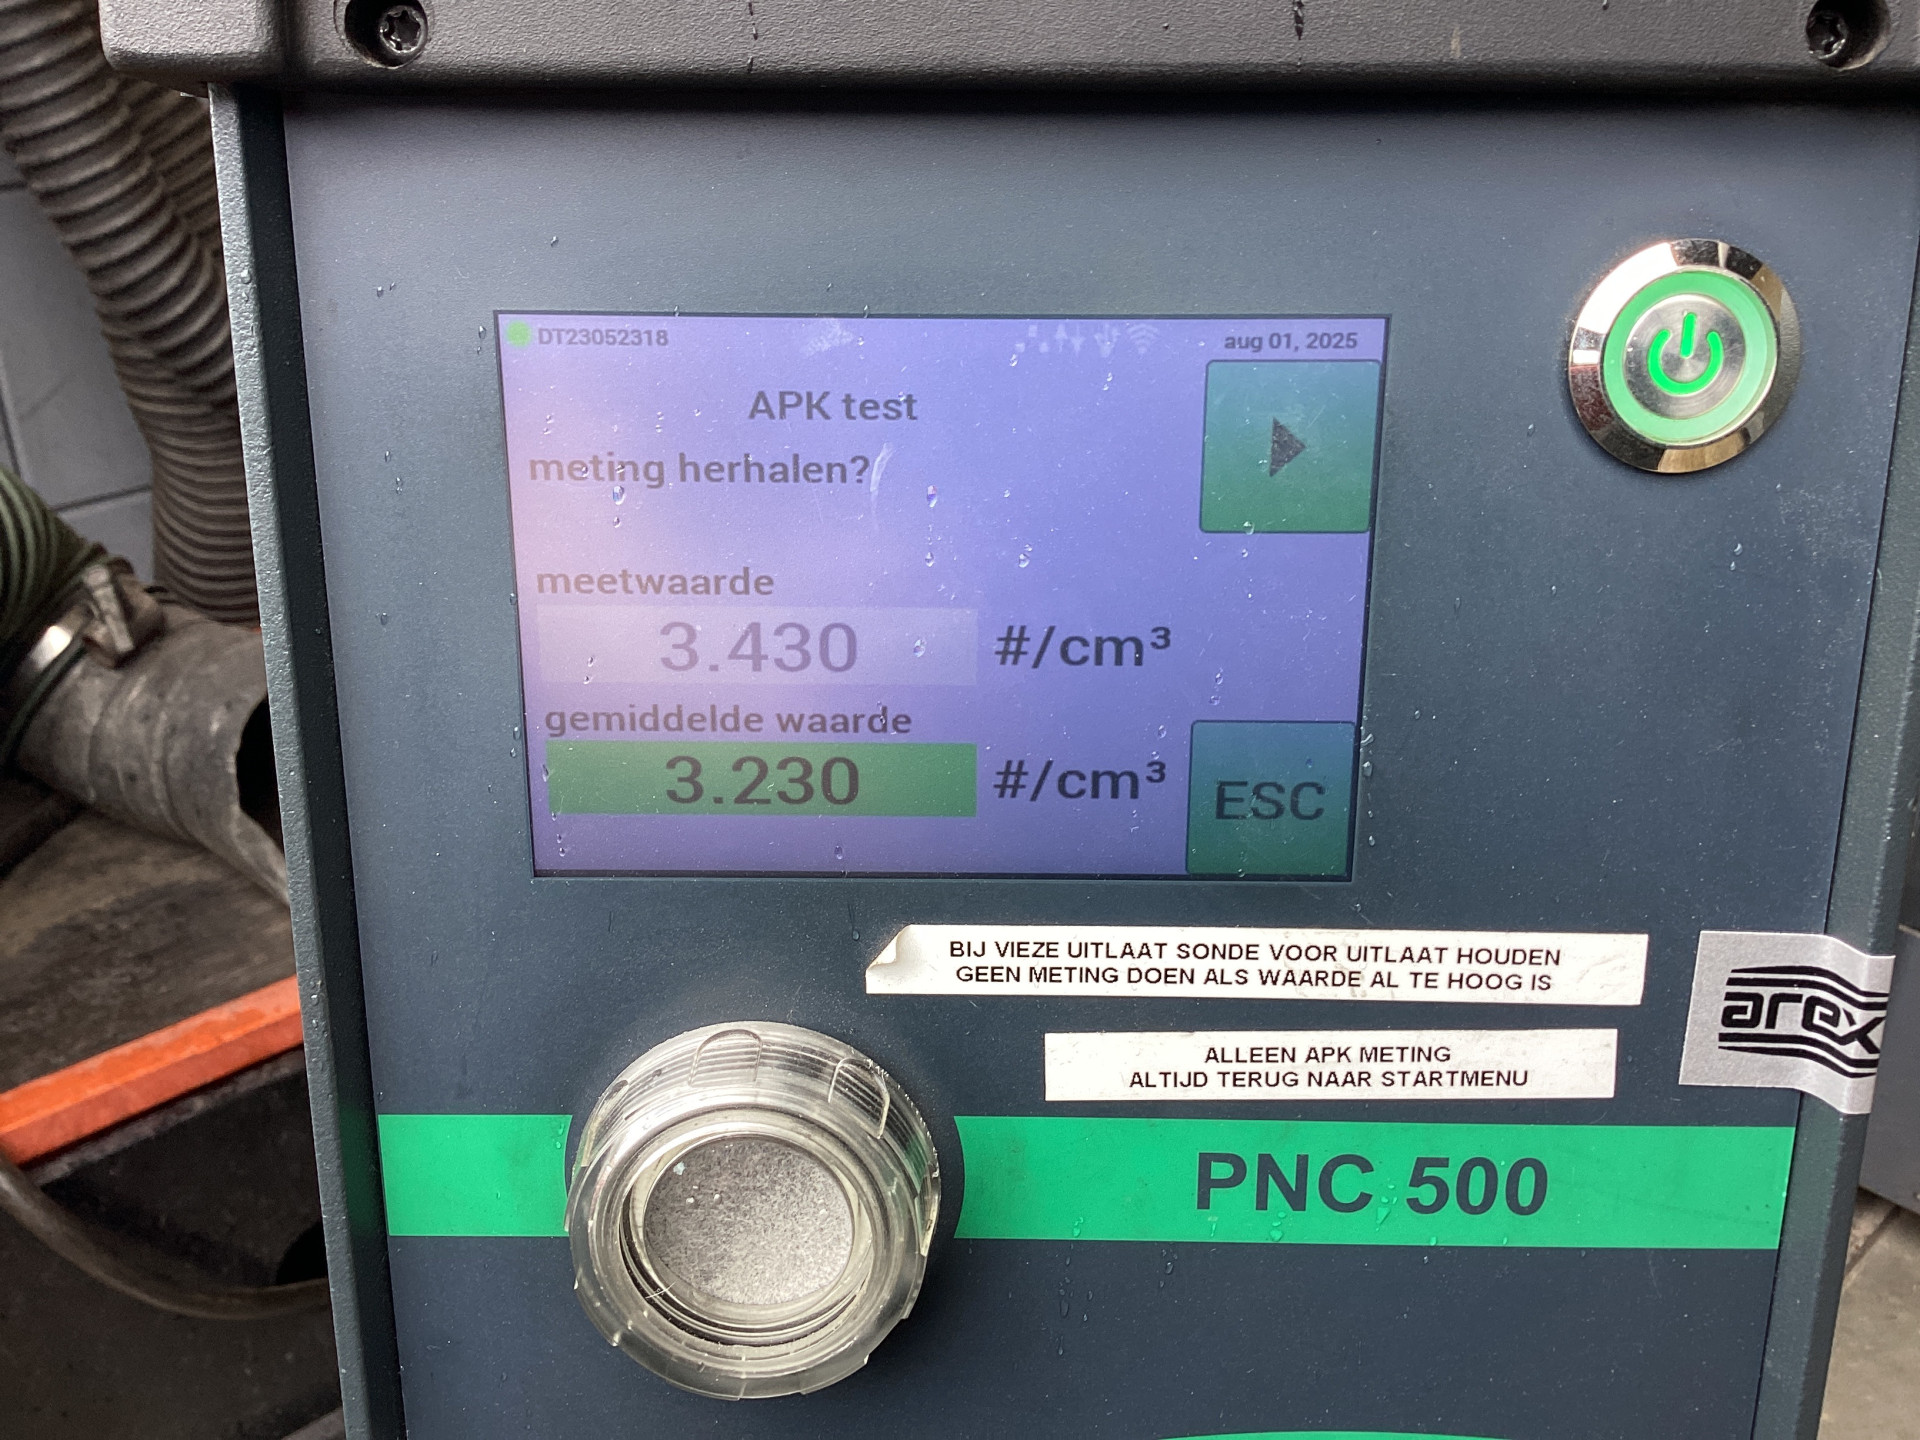 DT23052318
aug 01, 2025
APK test
meting herhalen?
meetwaarde
3.430 #/cm³
gemiddelde waarde
3.230 #/cm³
ESC
BIJ VIEZE UITLAAT SONDE VOOR UITLAAT HOUDEN
GEEN METING DOEN ALS WAARDE AL TE HOOG IS
arex
ALLEEN APK METING
ALTIJD TERUG NAAR STARTMENU
PNC 500